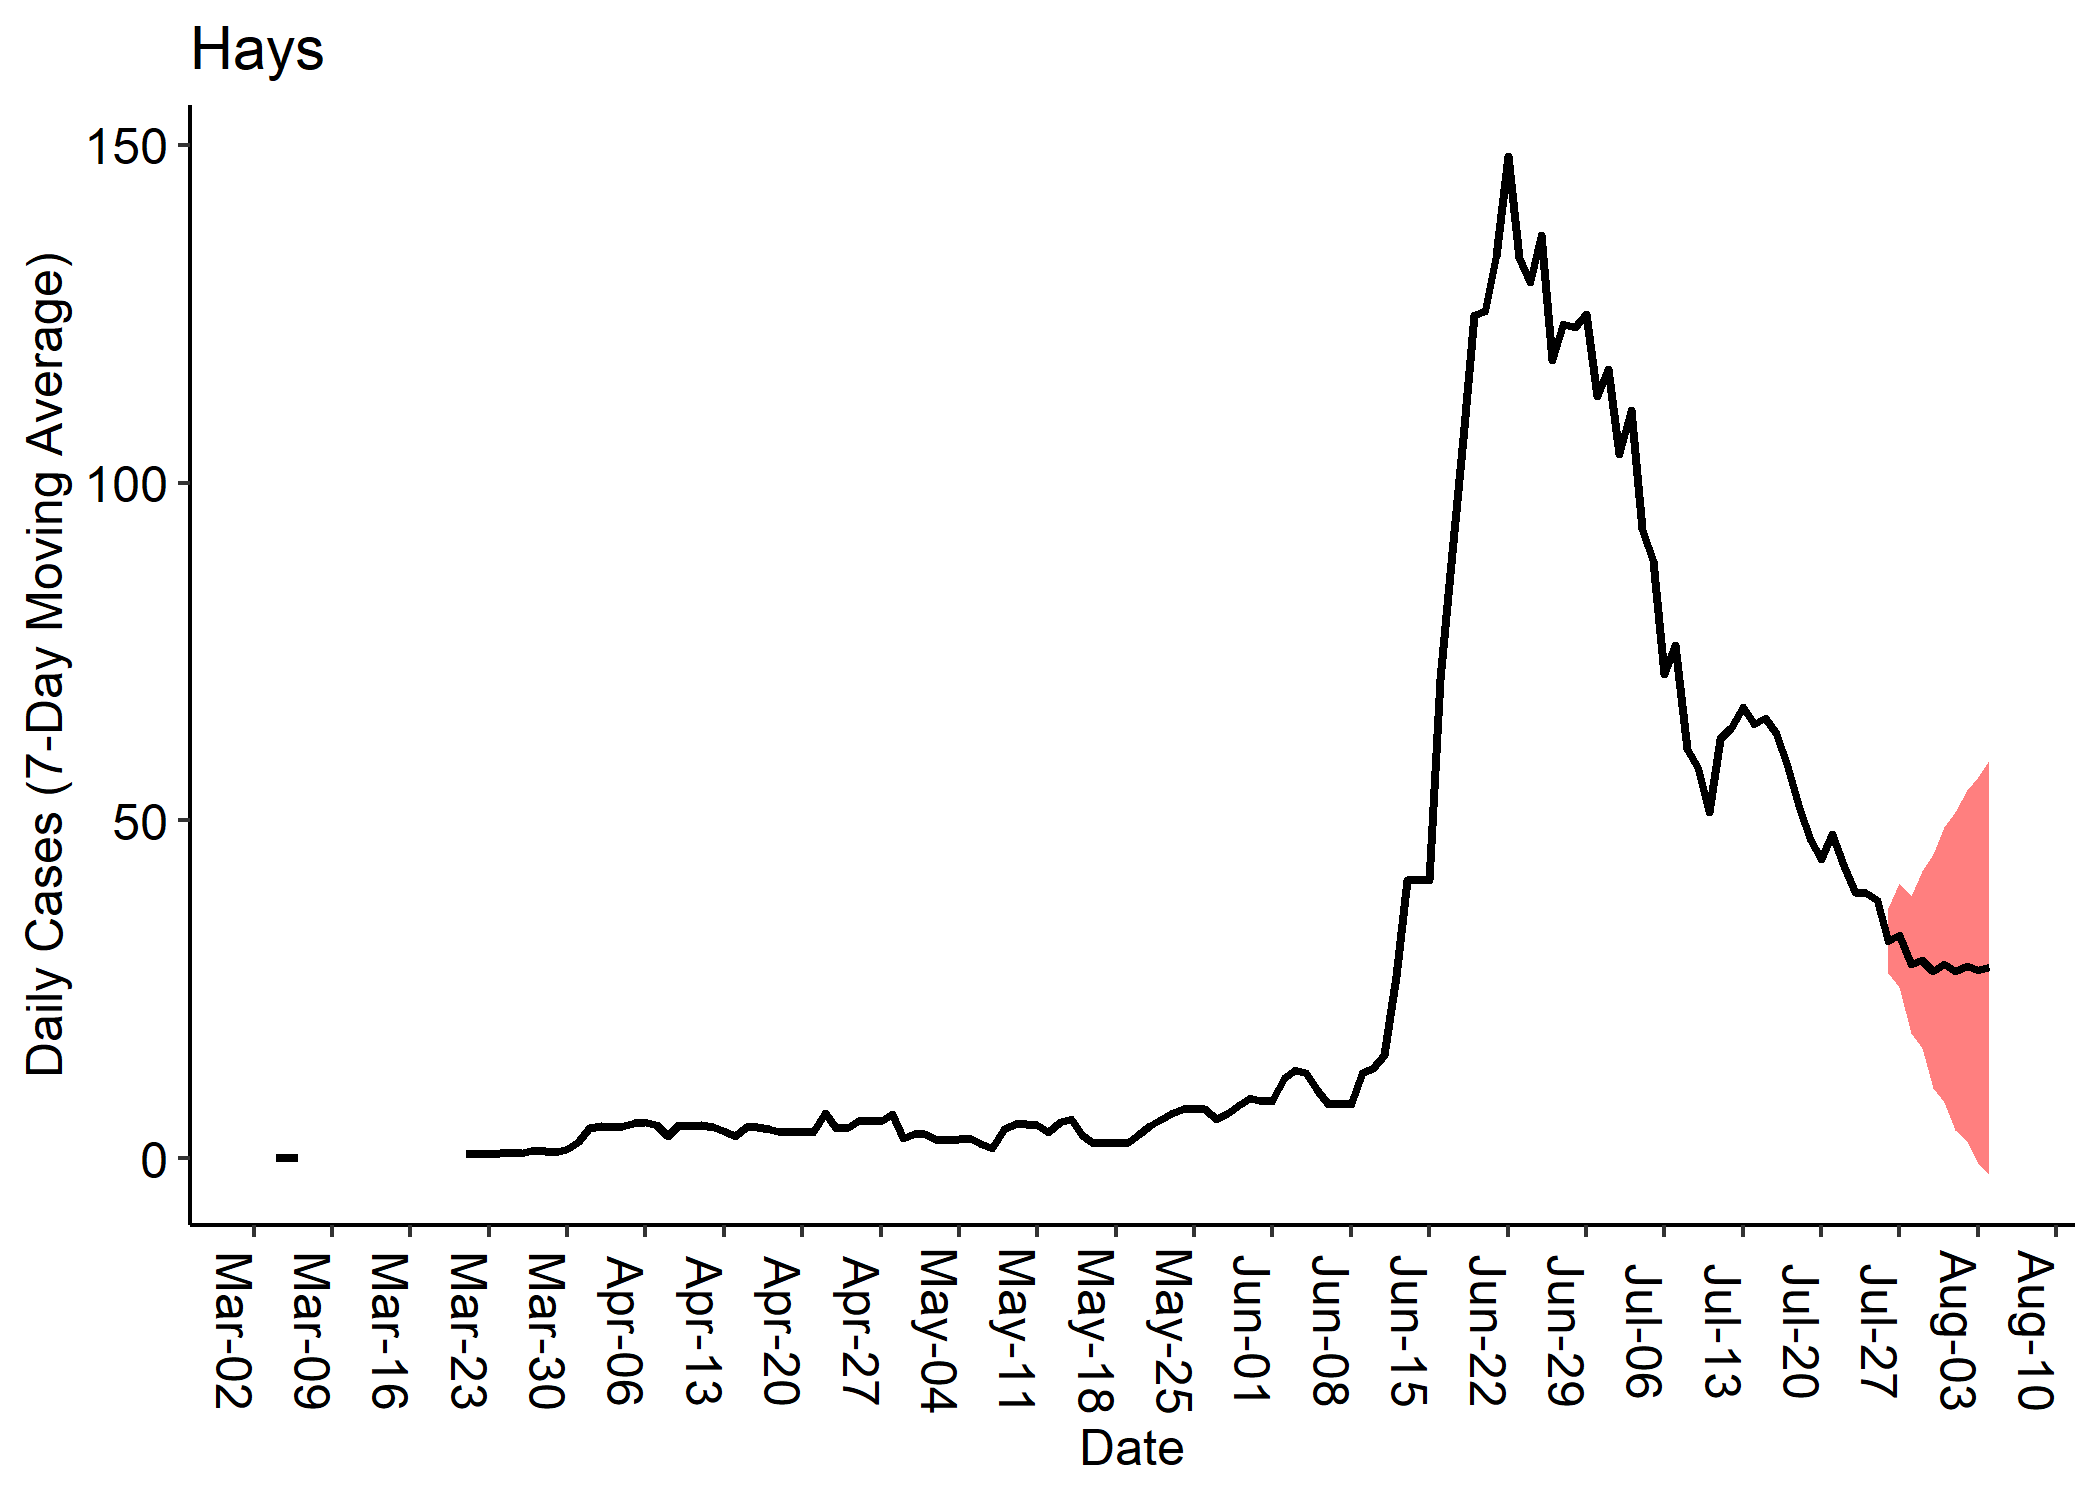 Hays
Daily Cases (7-Day Moving Average)
150
100
50
0
Mar-02
Mar-09
Mar-16
Mar-23
Mar-30
Apr-06
Apr-13
Apr-20
Apr-27
May-04
May-11
May-18
May-25
Jun-01
Jun-08
Jun-15
Jun-22
Jun-29
Jul-06
Jul-13
Jul-20
Jul-27
Aug-03
Aug-10
Date